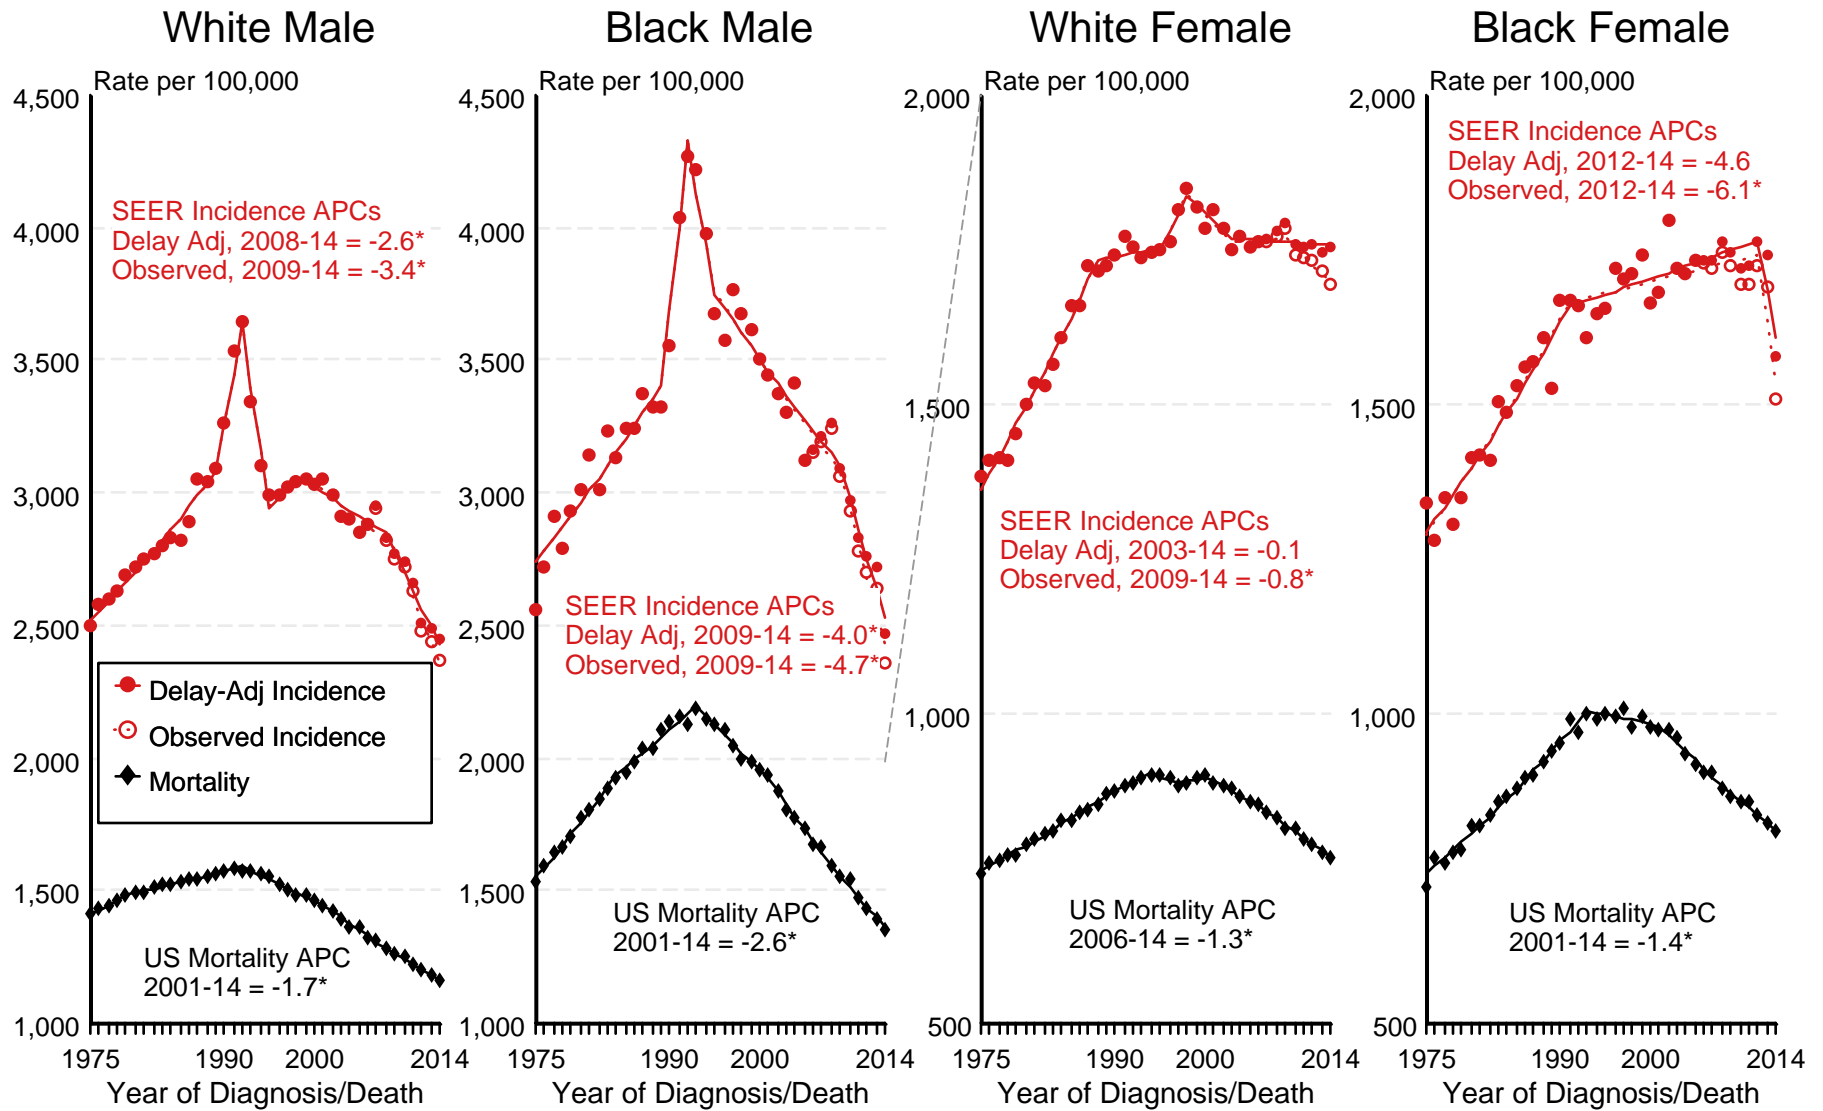 White Male
Rate per 100,000
4,500
4,000
3,500
3,000
2,500
2,000
1,500
1,000
SEER Incidence APCs
Delay Adj, 2008-14 = -2.6*
Observed, 2009-14 = -3.4*
Delay-Adj Incidence
Observed Incidence
Mortality
US Mortality APC
2001-14 = -1.7*
1975 1990 2000 2014
Year of Diagnosis/Death
Black Male
Rate per 100,000
4,500
4,000
3,500
3,000
2,500
2,000
1,500
1,000
SEER Incidence APCs
Delay Adj, 2009-14 = -4.0*
Observed, 2009-14 = -4.7*
US Mortality APC
2001-14 = -2.6*
1975 1990 2000 2014
Year of Diagnosis/Death
White Female
Rate per 100,000
2,000
1,500
1,000
500
SEER Incidence APCs
Delay Adj, 2003-14 = -0.1
Observed, 2009-14 = -0.8*
US Mortality APC
2006-14 = -1.3*
1975 1990 2000 2014
Year of Diagnosis/Death
Black Female
Rate per 100,000
2,000
1,500
1,000
500
SEER Incidence APCs
Delay Adj, 2012-14 = -4.6
Observed, 2012-14 = -6.1*
US Mortality APC
2001-14 = -1.4*
1975 1990 2000 2014
Year of Diagnosis/Death